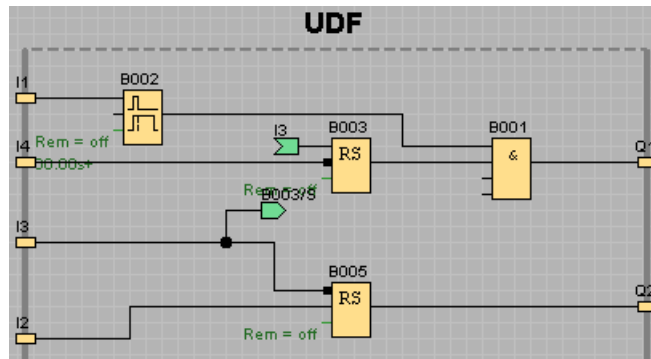 UDF
I1
B002
Rem = off
00.00s+
I4
I3
B003
RS
Rem = off
B003/S
B001
&
Q1
I3
B005
RS
Rem = off
Q2
I2